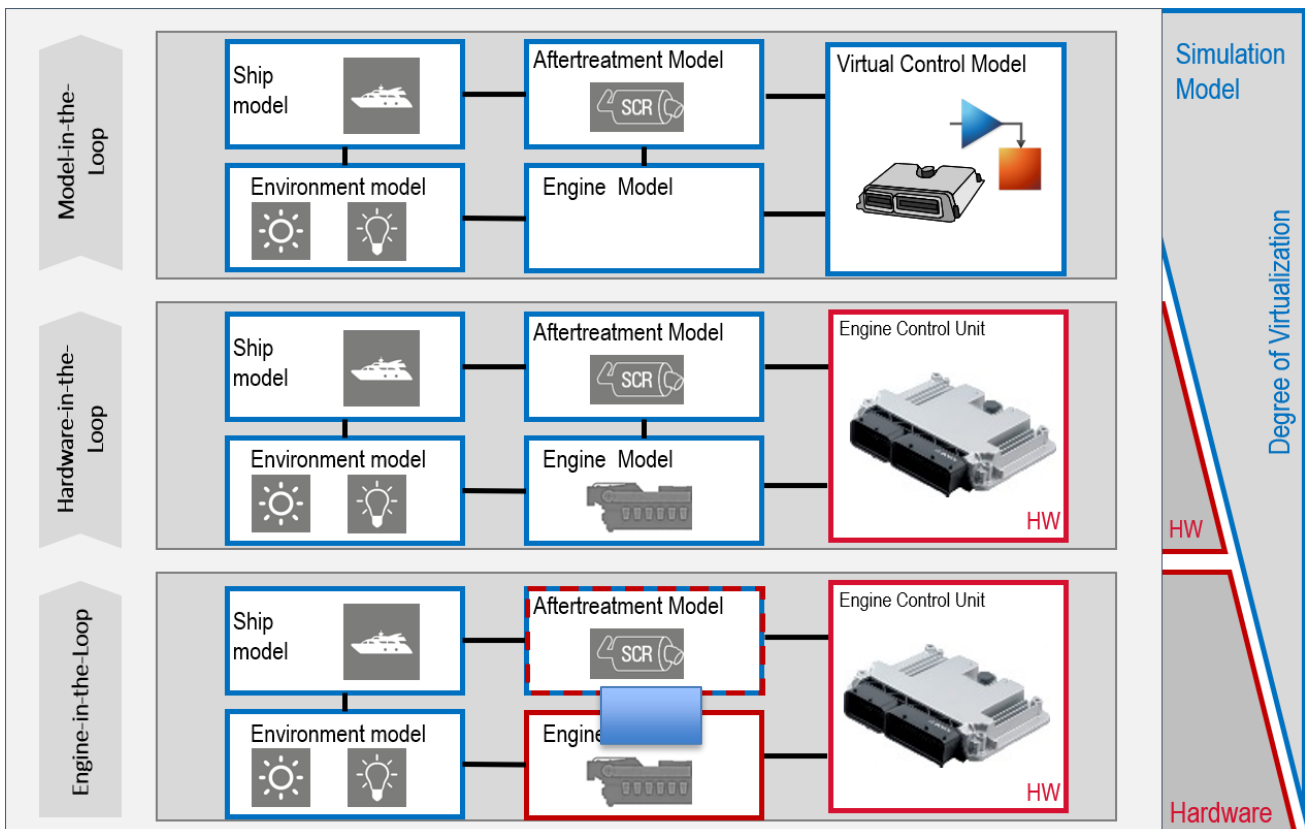 Model-in-the-
Loop
Ship
model
Aftertreatment Model
SCR
Virtual Control Model
Environment model
Engine Model
Simulation
Model
Degree of Virtualization
Hardware-in-the-
Loop
Ship
model
Aftertreatment Model
SCR
Engine Control Unit
Environment model
Engine Model
HW
HW
Engine-in-the-Loop
Ship
model
Aftertreatment Model
SCR
Engine Control Unit
Environment model
Engine
HW
Hardware